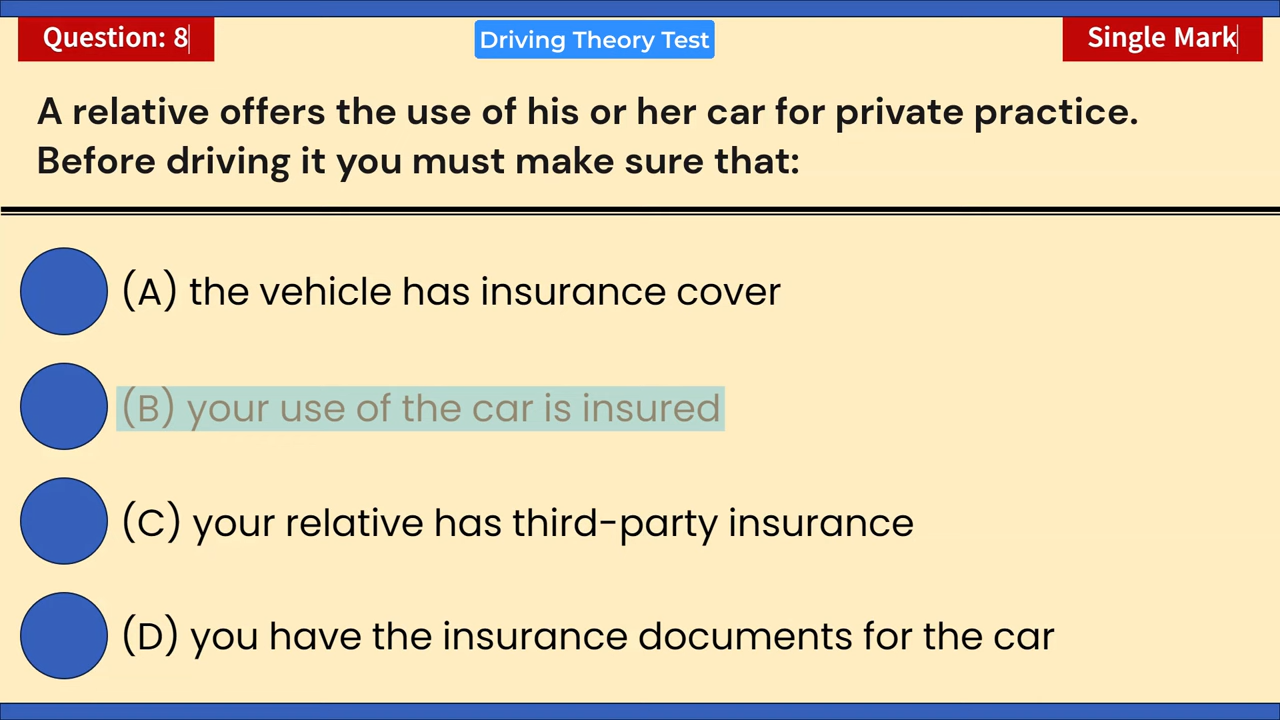 Question: 8
Driving Theory Test
Single Mark
A relative offers the use of his or her car for private practice.
Before driving it you must make sure that:
(A) the vehicle has insurance cover
(B) your use of the car is insured
(C) your relative has third-party insurance
(D) you have the insurance documents for the car